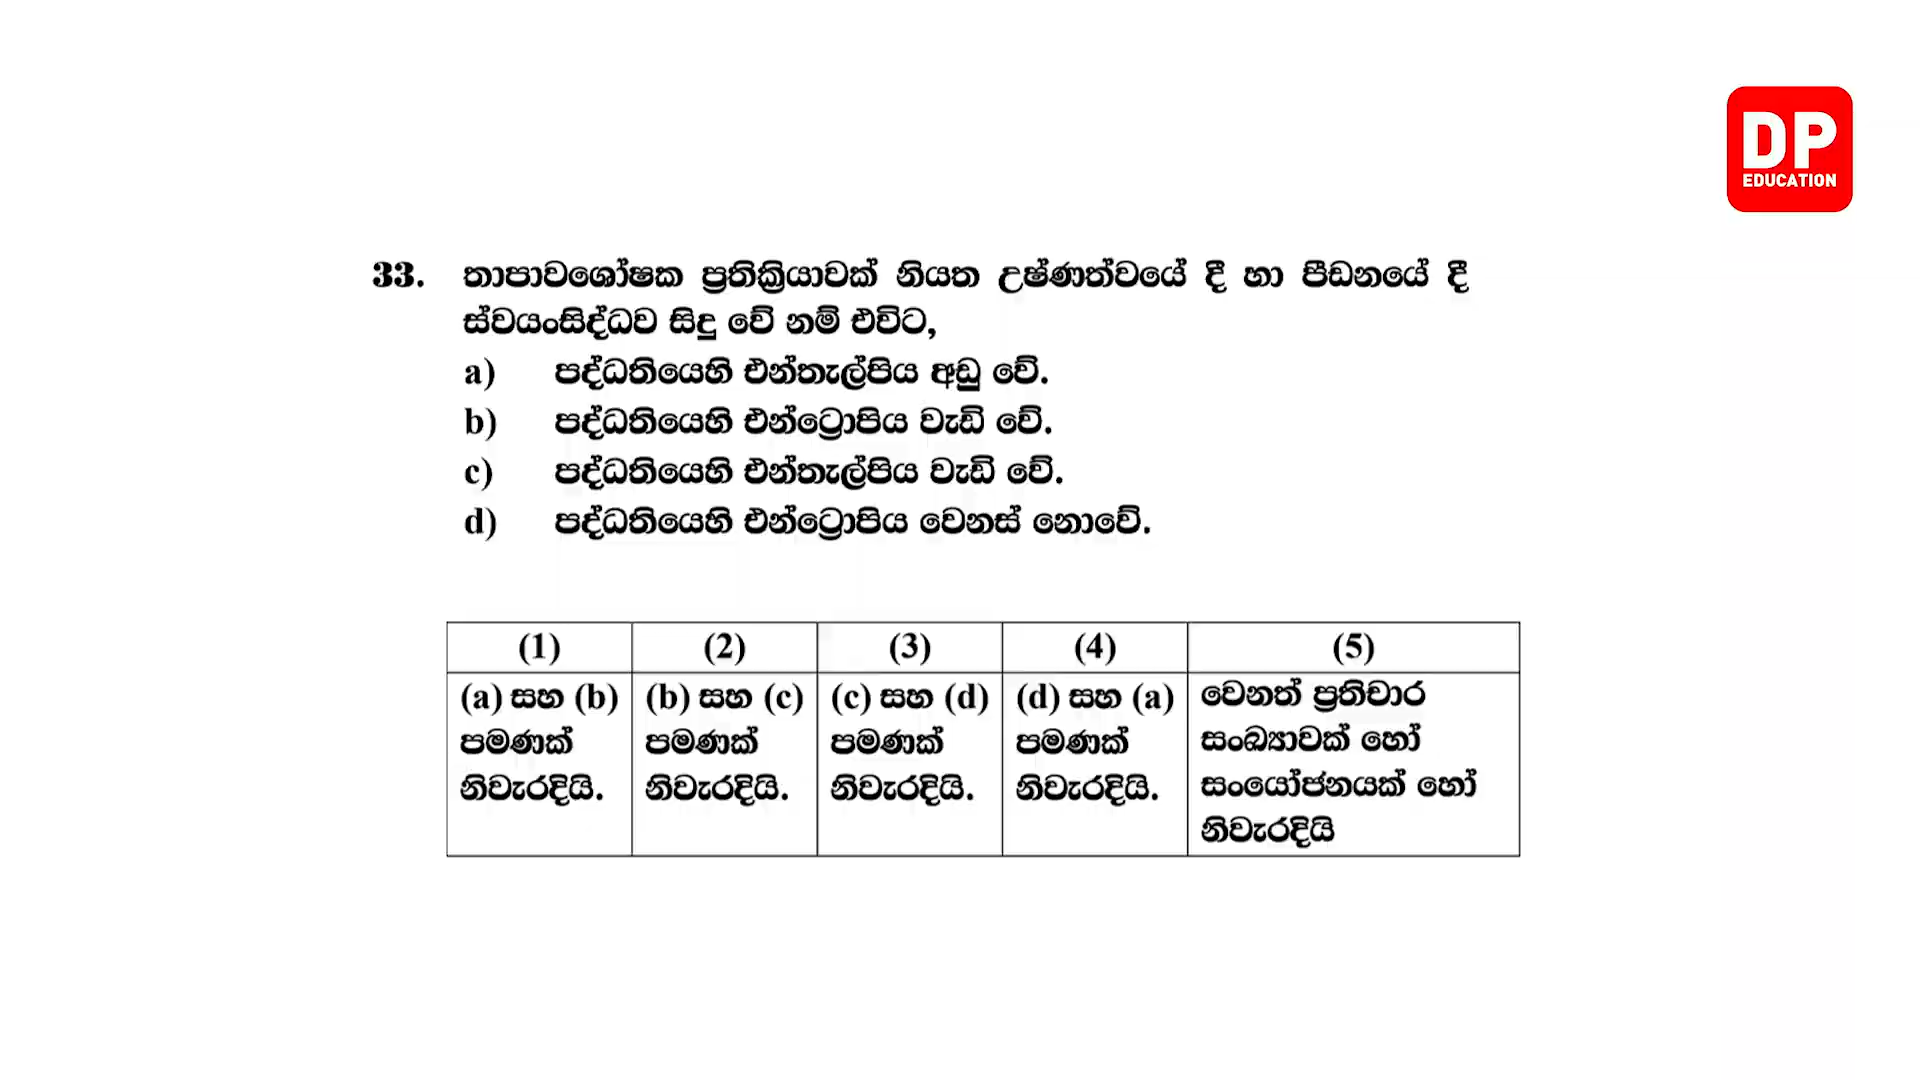 DP
EDUCATION
33. තාපාවශෝෂක ප්‍රතික්‍රියාවක් නියත උෂ්ණත්වයේ දී හා පීඩනයේ දී
ස්වයංසිද්ධව සිදු වේ නම් එවිට,
a) පද්ධතියෙහි එන්තැල්පිය අඩු වේ.
b) පද්ධතියෙහි එන්ට්‍රොපිය වැඩි වේ.
c) පද්ධතියෙහි එන්තැල්පිය වැඩි වේ.
d) පද්ධතියෙහි එන්ට්‍රොපිය වෙනස් නොවේ.
(1) (2) (3) (4) (5)
(a) සහ (b) (b) සහ (c) (c) සහ (d) (d) සහ (a) වෙනත් ප්‍රතිචාර
පමණක් පමණක් පමණක් පමණක් සංඛ්‍යාවක් හෝ
නිවැරදියි. නිවැරදියි. නිවැරදියි. නිවැරදියි. සංයෝජනයක් හෝ
නිවැරදියි